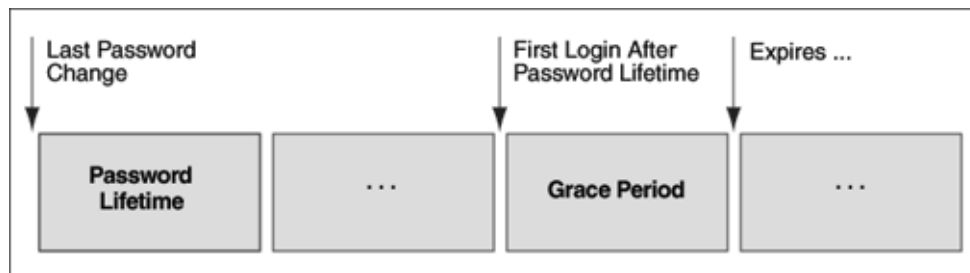 Last Password
Change
First Login After
Password Lifetime
Expires ...
Password
Lifetime
...
Grace Period
...